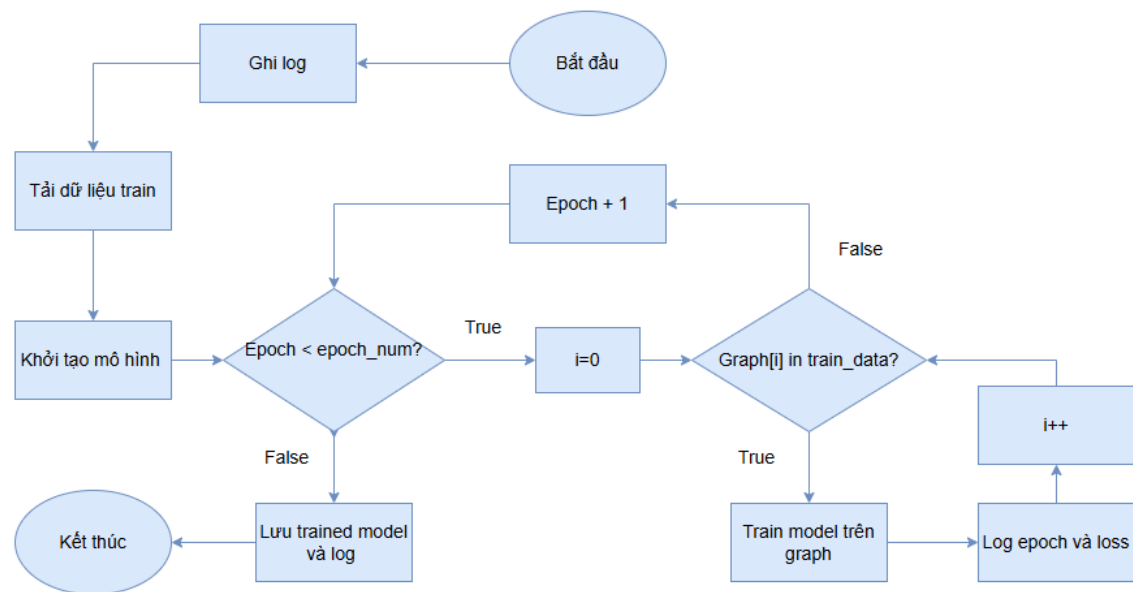 Ghi log
Bắt đầu
Tải dữ liệu train
Epoch + 1
False
Khởi tạo mô hình
Epoch < epoch_num?
True
i=0
Graph[i] in train_data?
i++
False
True
Kết thúc
Lưu trained model
và log
Train model trên
graph
Log epoch và loss